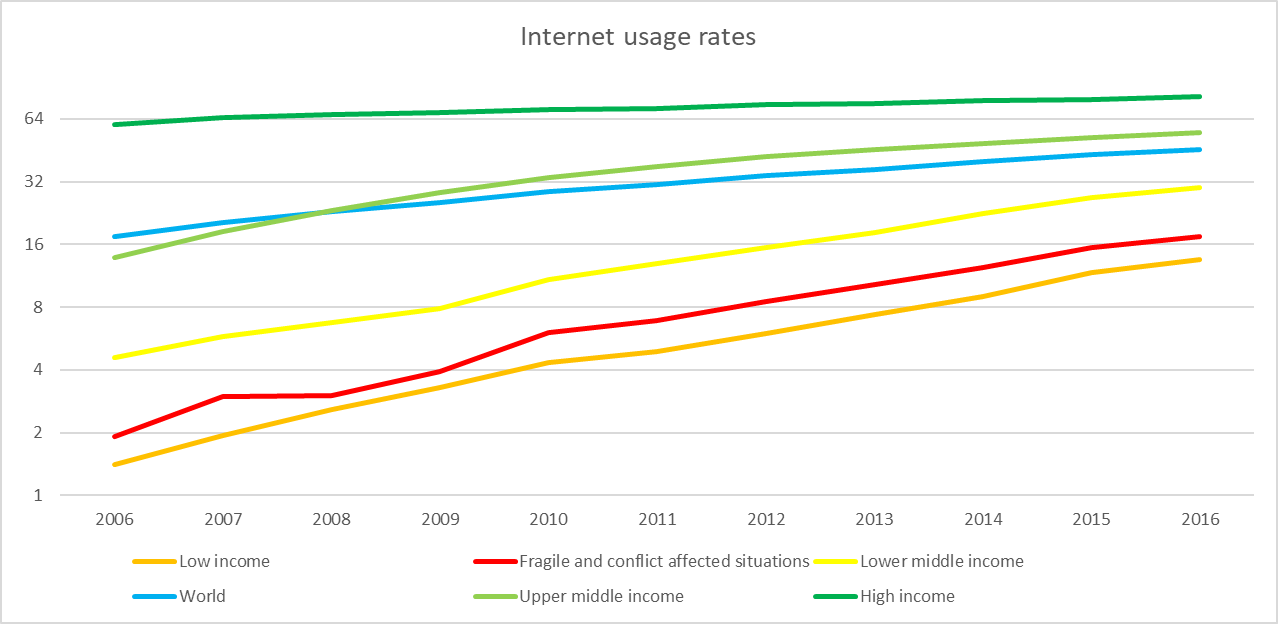 Internet usage rates
64
32
16
8
4
2
1
2006 2007 2008 2009 2010 2011 2012 2013 2014 2015 2016
Low income Fragile and conflict affected situations Lower middle income
World Upper middle income High income